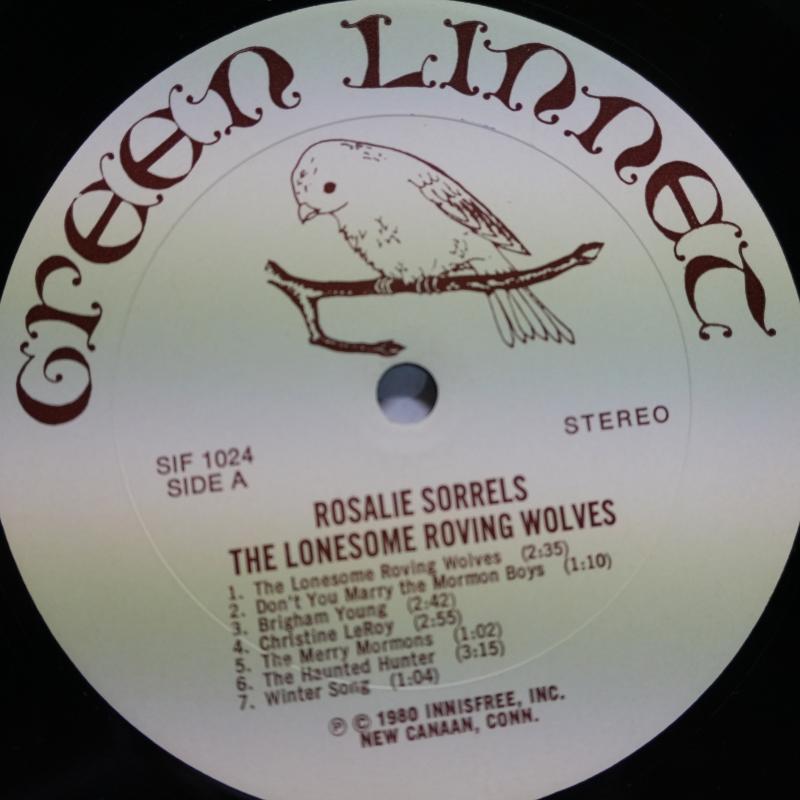 GREEN LINNET
STEREO
SIF 1024
SIDE A
ROSALIE SORRELS
THE LONESOME ROVING WOLVES
1. The Lonesome Roving Wolves (2:35)
2. Don't You Marry the Mormon Boys (1:10)
3. Brigham Young (2:42)
4. Christine LeRoy (2:55)
5. The Merry Mormons (1:02)
6. The Haunted Hunter (3:15)
7. Winter Song (1:04)
℗ © 1980 INNISFREE, INC.
NEW CANAAN, CONN.